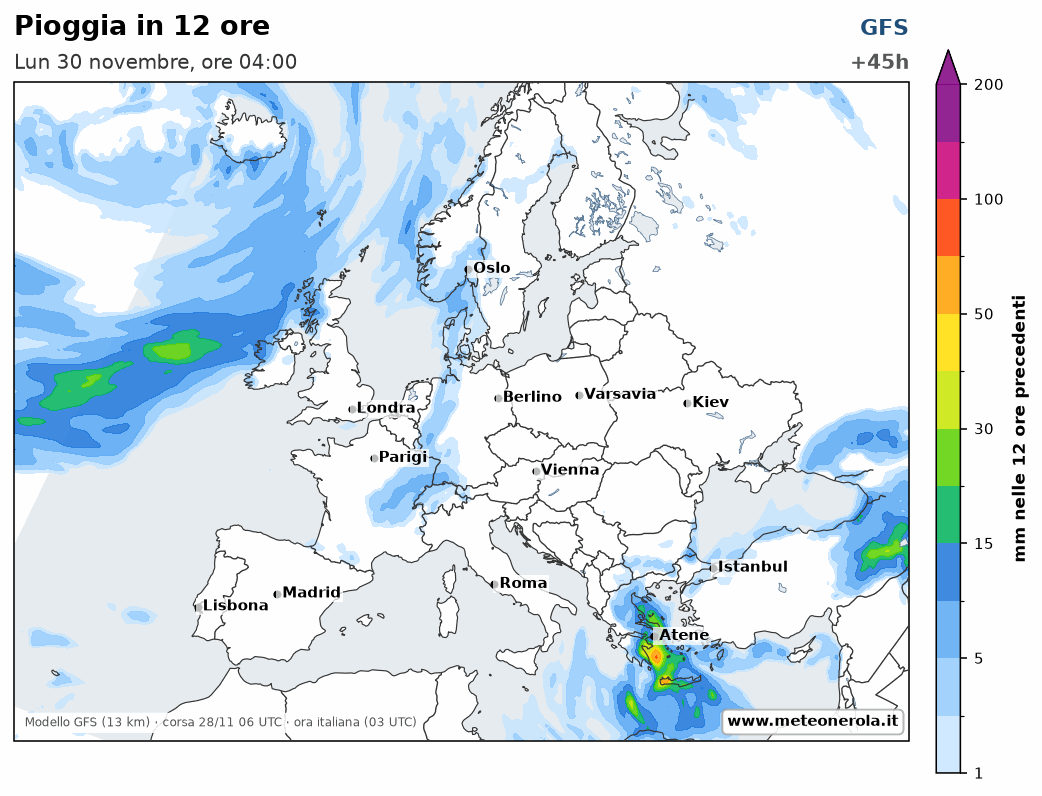 Pioggia in 12 ore
GFS
Lun 30 novembre, ore 04:00
+45h
200
100
50
30
15
5
1
mm nelle 12 ore precedenti
Oslo
Berlino
Varsavia
Kiev
Londra
Parigi
Vienna
Istanbul
Roma
Madrid
Lisbona
Atene
Modello GFS (13 km) · corsa 28/11 06 UTC · ora italiana (03 UTC)
www.meteonerola.it